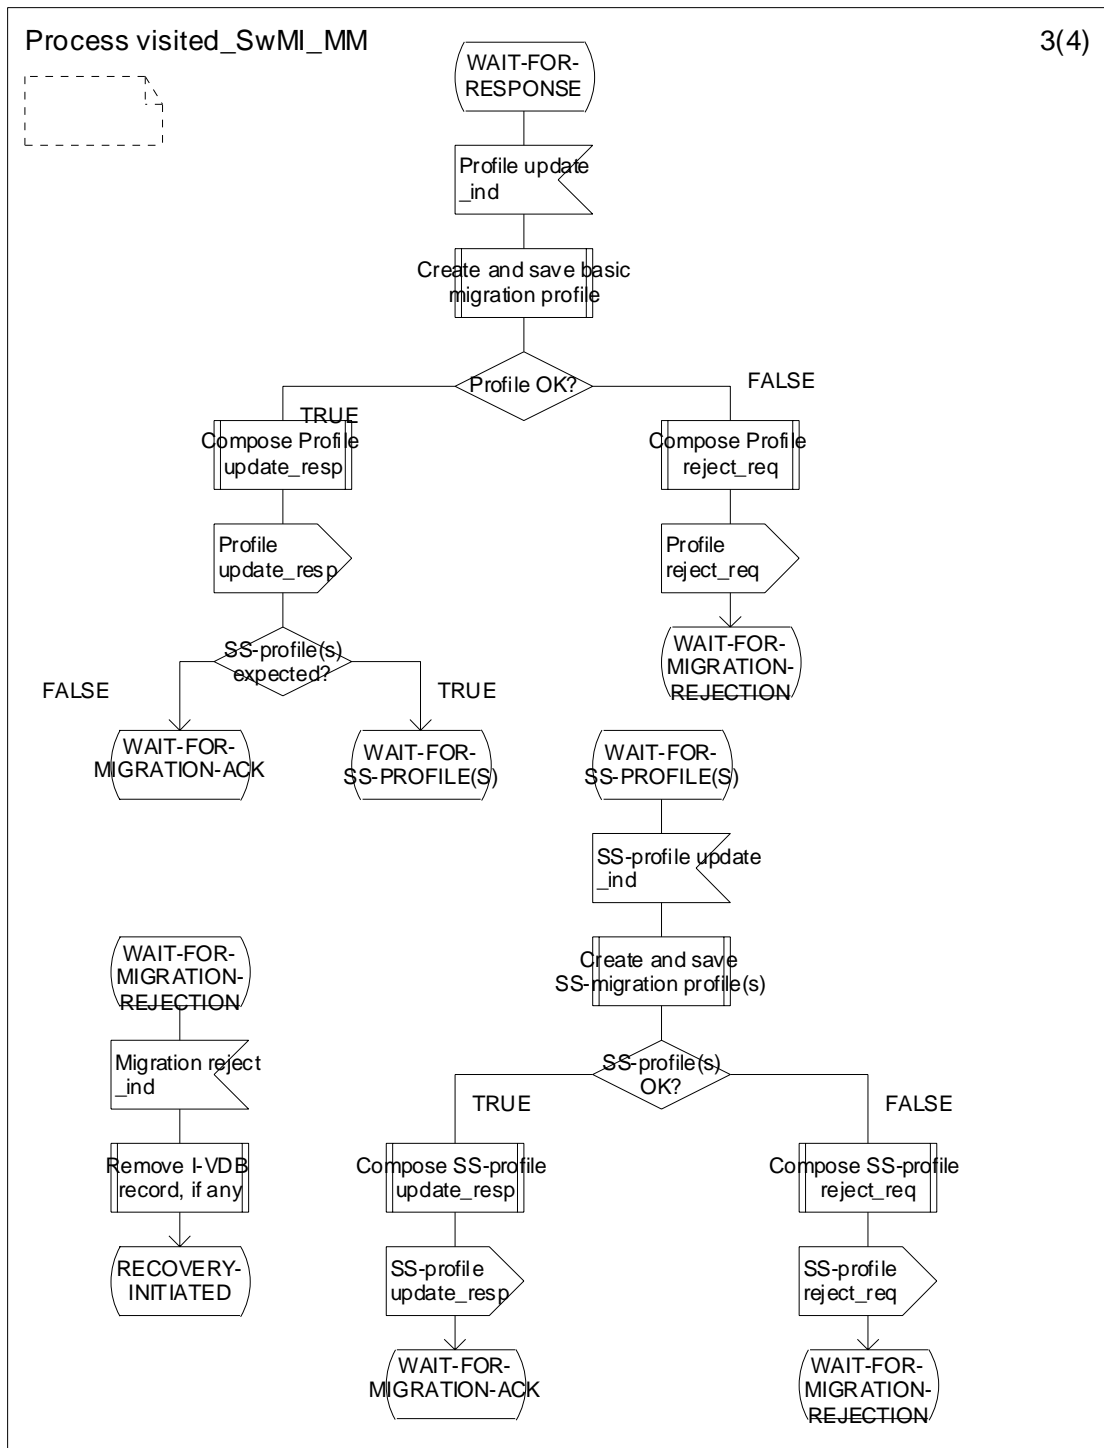 Process visited_SwMI_MM
3(4)
WAIT-FOR-
RESPONSE
Profile update
_ind
Create and save basic
migration profile
Profile OK?
TRUE
FALSE
Compose Profile
update_resp
Compose Profile
reject_req
Profile
update_resp
Profile
reject_req
SS-profile(s)
expected?
FALSE
TRUE
WAIT-FOR-
MIGRATION-
REJECTION
WAIT-FOR-
MIGRATION-ACK
WAIT-FOR-
SS-PROFILE(S)
WAIT-FOR-
SS-PROFILE(S)
SS-profile update
_ind
Create and save
SS-migration profile(s)
SS-profile(s)
OK?
TRUE
FALSE
Compose SS-profile
update_resp
Compose SS-profile
reject_req
SS-profile
update_resp
SS-profile
reject_req
WAIT-FOR-
MIGRATION-ACK
WAIT-FOR-
MIGRATION-
REJECTION
WAIT-FOR-
MIGRATION-
REJECTION
Migration reject
_ind
Remove I-VDB
record, if any
RECOVERY-
INITIATED